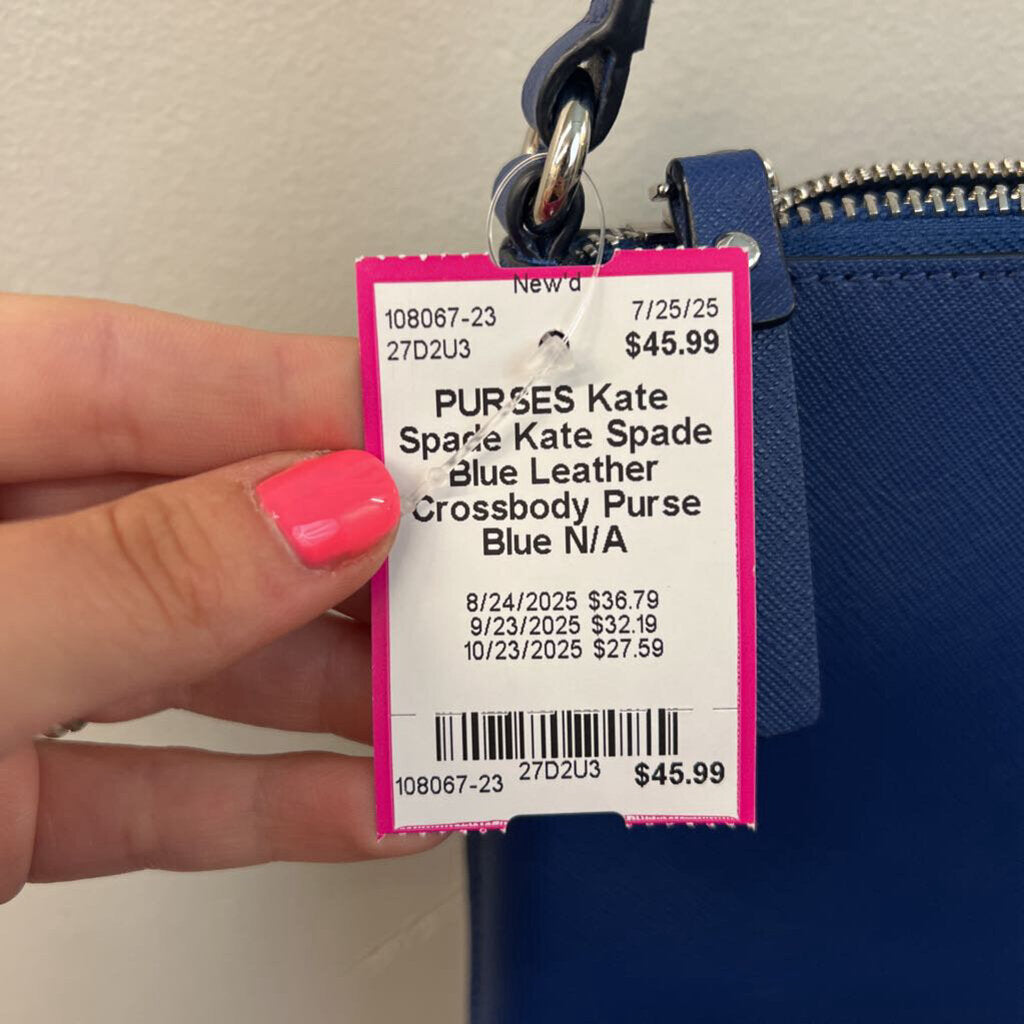 New'd
108067-23 7/25/25
27D2U3 $45.99
PURSES Kate
Spade Kate Spade
Blue Leather
Crossbody Purse
Blue N/A
8/24/2025 $36.79
9/23/2025 $32.19
10/23/2025 $27.59
108067-23 27D2U3 $45.99